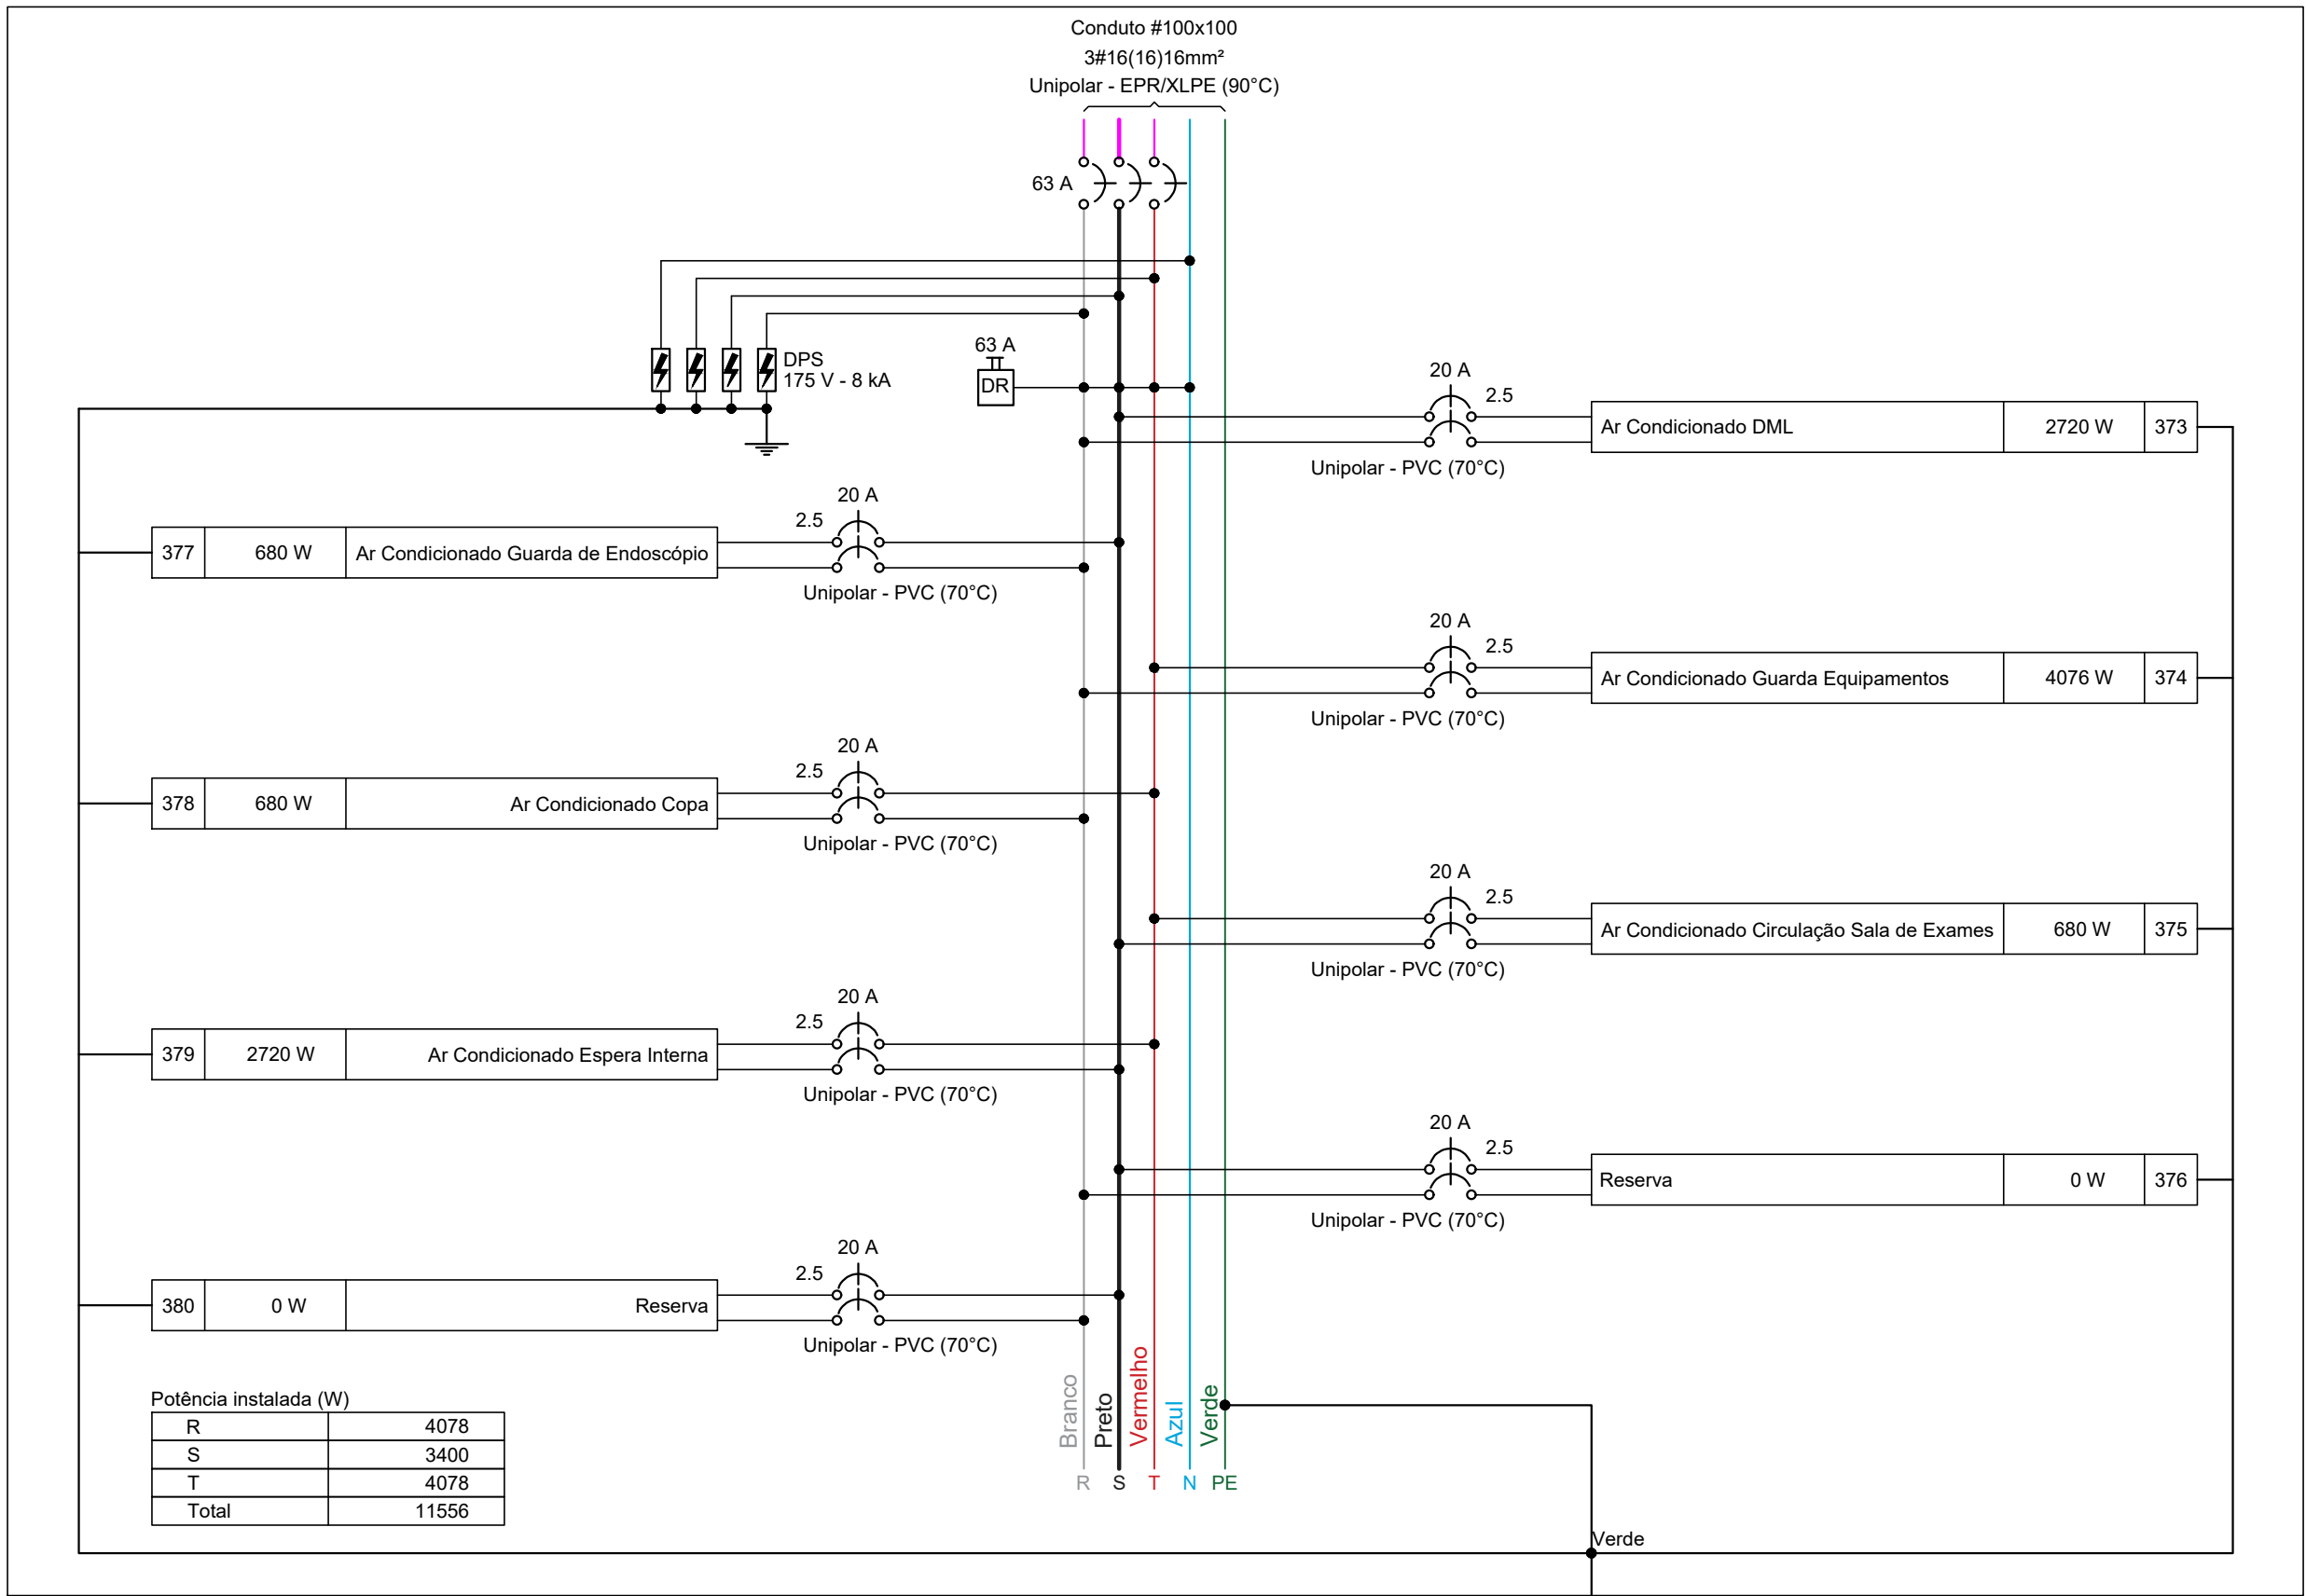 Conduto #100x100
3#16(16)16mm²
Unipolar - EPR/XLPE (90°C)
63 A
63 A
DPS
175 V - 8 kA
DR
20 A
2.5
Ar Condicionado DML 2720 W 373
Unipolar - PVC (70°C)
20 A
2.5
377 680 W Ar Condicionado Guarda de Endoscópio
Unipolar - PVC (70°C)
20 A
2.5
Ar Condicionado Guarda Equipamentos 4076 W 374
Unipolar - PVC (70°C)
20 A
2.5
378 680 W Ar Condicionado Copa
Unipolar - PVC (70°C)
20 A
2.5
Ar Condicionado Circulação Sala de Exames 680 W 375
Unipolar - PVC (70°C)
20 A
2.5
379 2720 W Ar Condicionado Espera Interna
Unipolar - PVC (70°C)
20 A
2.5
Reserva 0 W 376
Unipolar - PVC (70°C)
20 A
2.5
380 0 W Reserva
Unipolar - PVC (70°C)
Potência instalada (W)
R 4078
S 3400
T 4078
Total 11556
Branco
Preto
Vermelho
Azul
Verde
R S T N PE
Verde